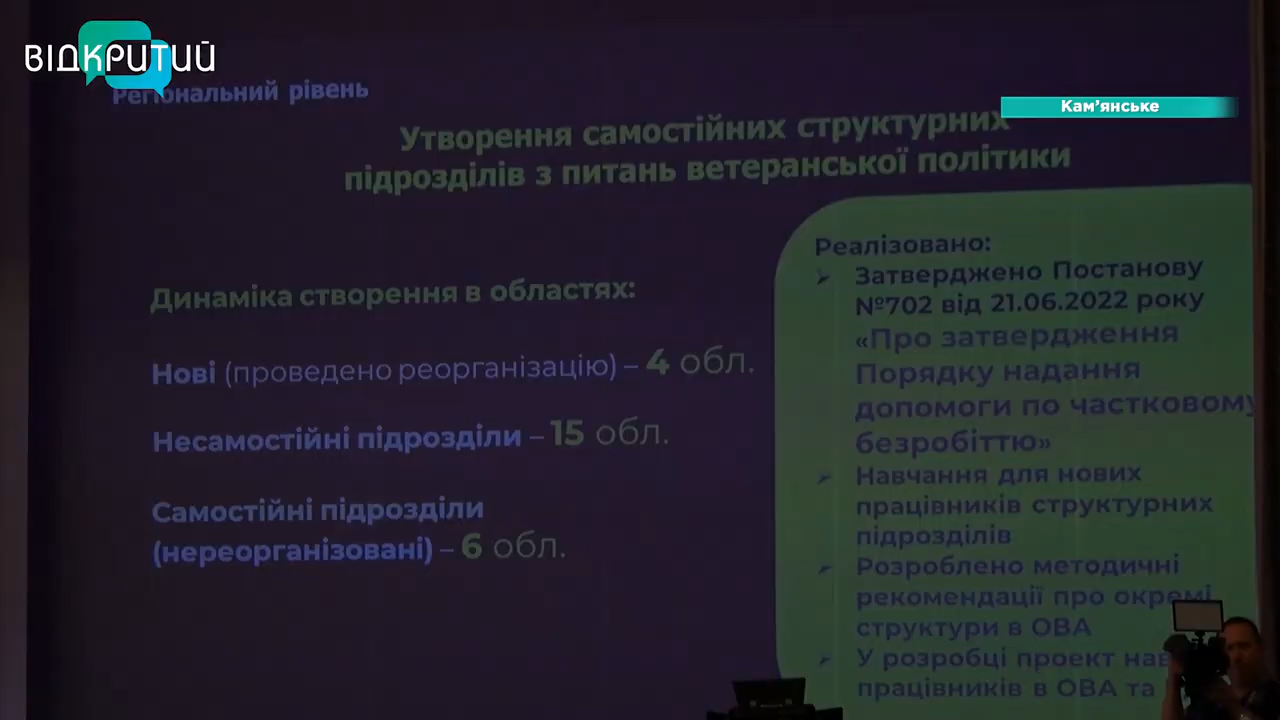 ВІДКРИТИЙ
Регіональний рівень
Кам'янське
Утворення самостійних структурних
підрозділів з питань ветеранської політики
Динаміка створення в областях:
Нові (проведено реорганізацію) – 4 обл.
Несамостійні підрозділи – 15 обл.
Самостійні підрозділи
(нереорганізовані) – 6 обл.
Реалізовано:
➢ Затверджено Постанову
№702 від 21.06.2022 року
«Про затвердження
Порядку надання
допомоги по частковому
безробіттю»
➢ Навчання для нових
працівників структурних
підрозділів
➢ Розроблено методичні
рекомендації про окремі
структури в ОВА
➢ У розробці проект
працівників в ОВА та